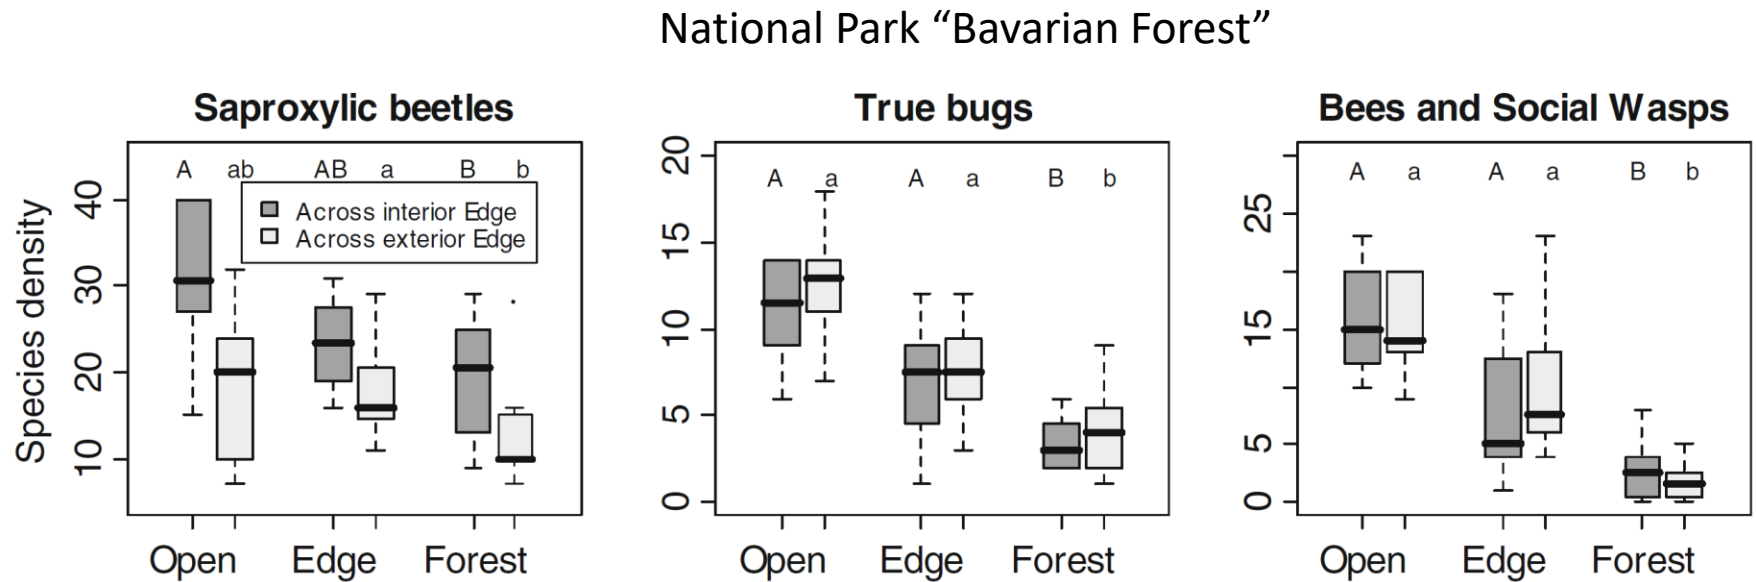 National Park “Bavarian Forest”
Saproxylic beetles
Species density
40
30
20
10
A ab AB a B b
Across interior Edge
Across exterior Edge
Open Edge Forest
True bugs
20
15
10
5
0
A a A a B b
Open Edge Forest
Bees and Social Wasps
25
15
5
0
A a A a B b
Open Edge Forest